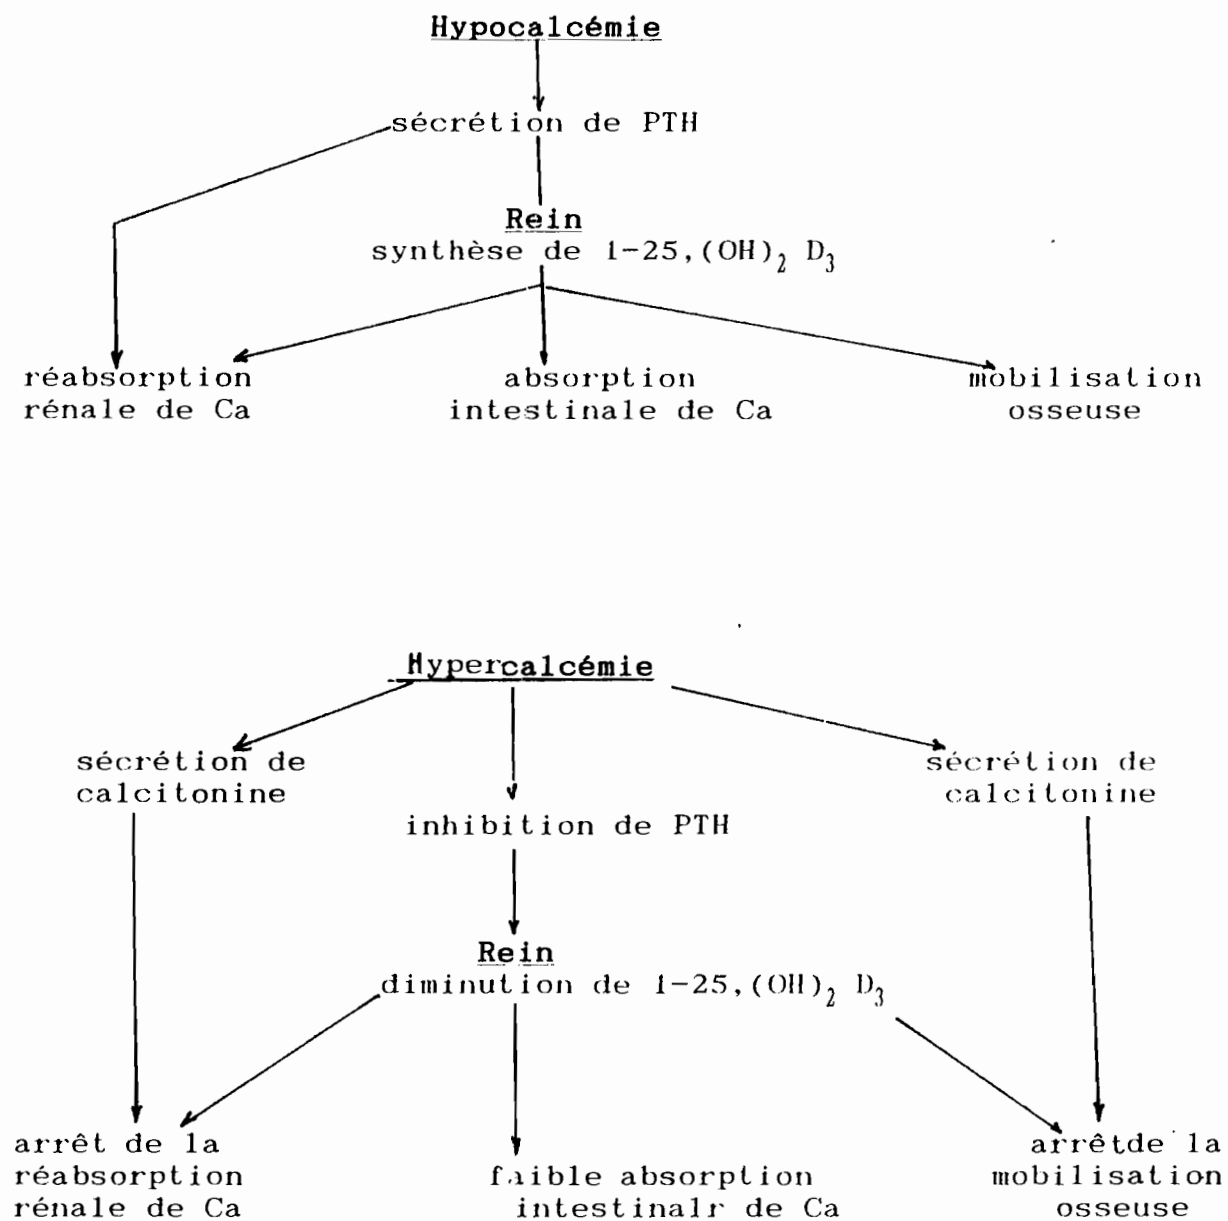 Hypocalcémie
sécrétion de PTH
Rein
synthèse de 1-25,(OH)₂ D₃
réabsorption
rénale de Ca
absorption
intestinale de Ca
mobilisation
osseuse
Hypercalcémie
sécrétion de
calcitonine
sécrétion de
calcitonine
inhibition de PTH
Rein
diminution de 1-25,(OH)₂ D₃
arrêt de la
réabsorption
rénale de Ca
faible absorption
intestinalr de Ca
arrêtde la
mobilisation
osseuse